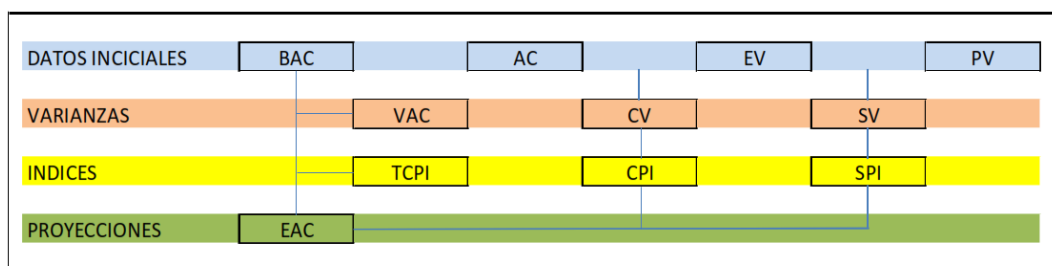 DATOS INCICIALES BAC AC EV PV
VARIANZAS VAC CV SV
INDICES TCPI CPI SPI
PROYECCIONES EAC